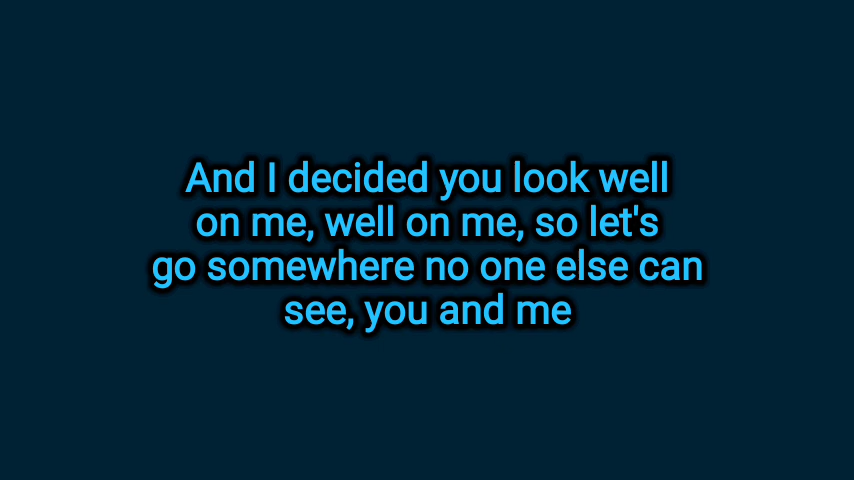 And I decided you look well
on me, well on me, so let's
go somewhere no one else can
see, you and me